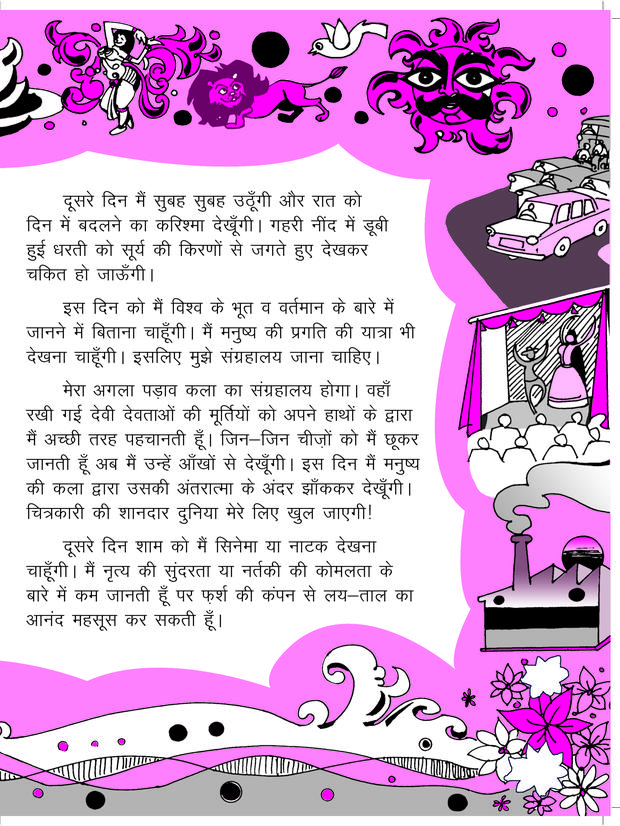 दूसरे दिन मैं सुबह सुबह उठूँगी और रात को
दिन में बदलने का करिश्मा देखूँगी। गहरी नींद में डूबी
हुई धरती को सूर्य की किरणों से जगते हुए देखकर
चकित हो जाऊँगी।
इस दिन को मैं विश्व के भूत व वर्तमान के बारे में
जानने में बिताना चाहूँगी। मैं मनुष्य की प्रगति की यात्रा भी
देखना चाहूँगी। इसलिए मुझे संग्रहालय जाना चाहिए।
मेरा अगला पड़ाव कला का संग्रहालय होगा। वहाँ
रखी गई देवी देवताओं की मूर्तियों को अपने हाथों के द्वारा
मैं अच्छी तरह पहचानती हूँ। जिन–जिन चीज़ों को मैं छूकर
जानती हूँ अब मैं उन्हें आँखों से देखूँगी। इस दिन मैं मनुष्य
की कला द्वारा उसकी अंतरात्मा के अंदर झाँककर देखूँगी।
चित्रकारी की शानदार दुनिया मेरे लिए खुल जाएगी!
दूसरे दिन शाम को मैं सिनेमा या नाटक देखना
चाहूँगी। मैं नृत्य की सुंदरता या नर्तकी की कोमलता के
बारे में कम जानती हूँ पर फ़र्श की कंपन से लय–ताल का
आनंद महसूस कर सकती हूँ।